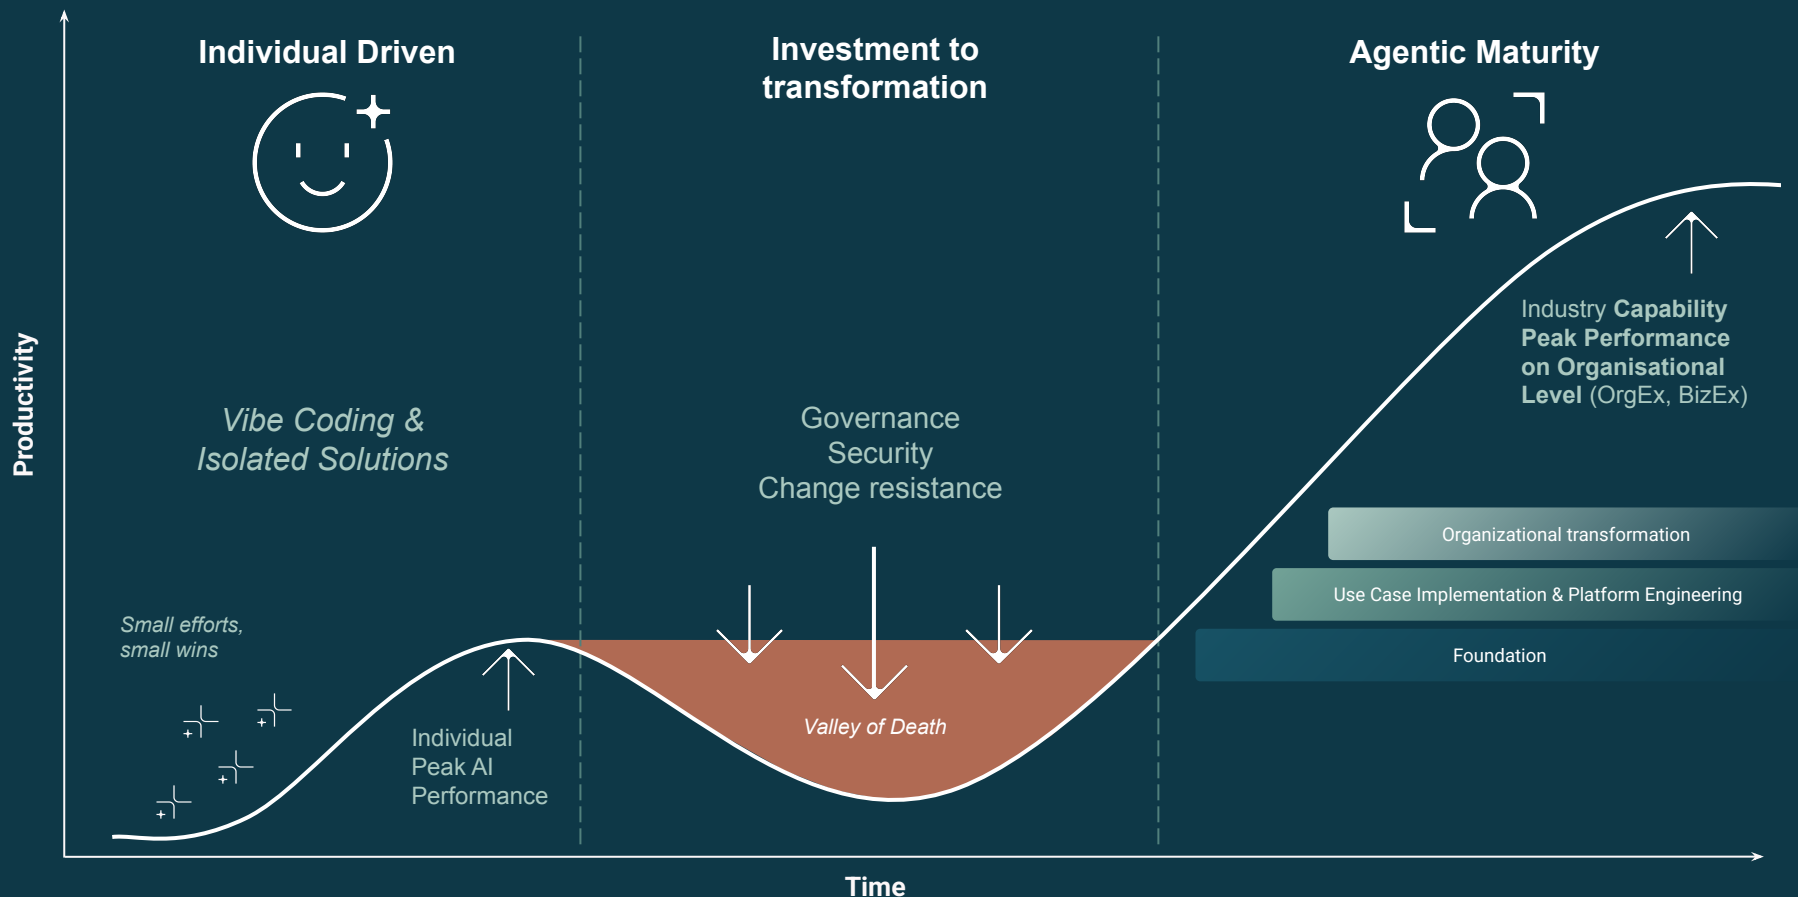 Individual Driven
Investment to
transformation
Agentic Maturity
Productivity
Vibe Coding &
Isolated Solutions
Governance
Security
Change resistance
Industry Capability
Peak Performance
on Organisational
Level (OrgEx, BizEx)
Organizational transformation
Use Case Implementation & Platform Engineering
Foundation
Small efforts,
small wins
Individual
Peak AI
Performance
Valley of Death
Time